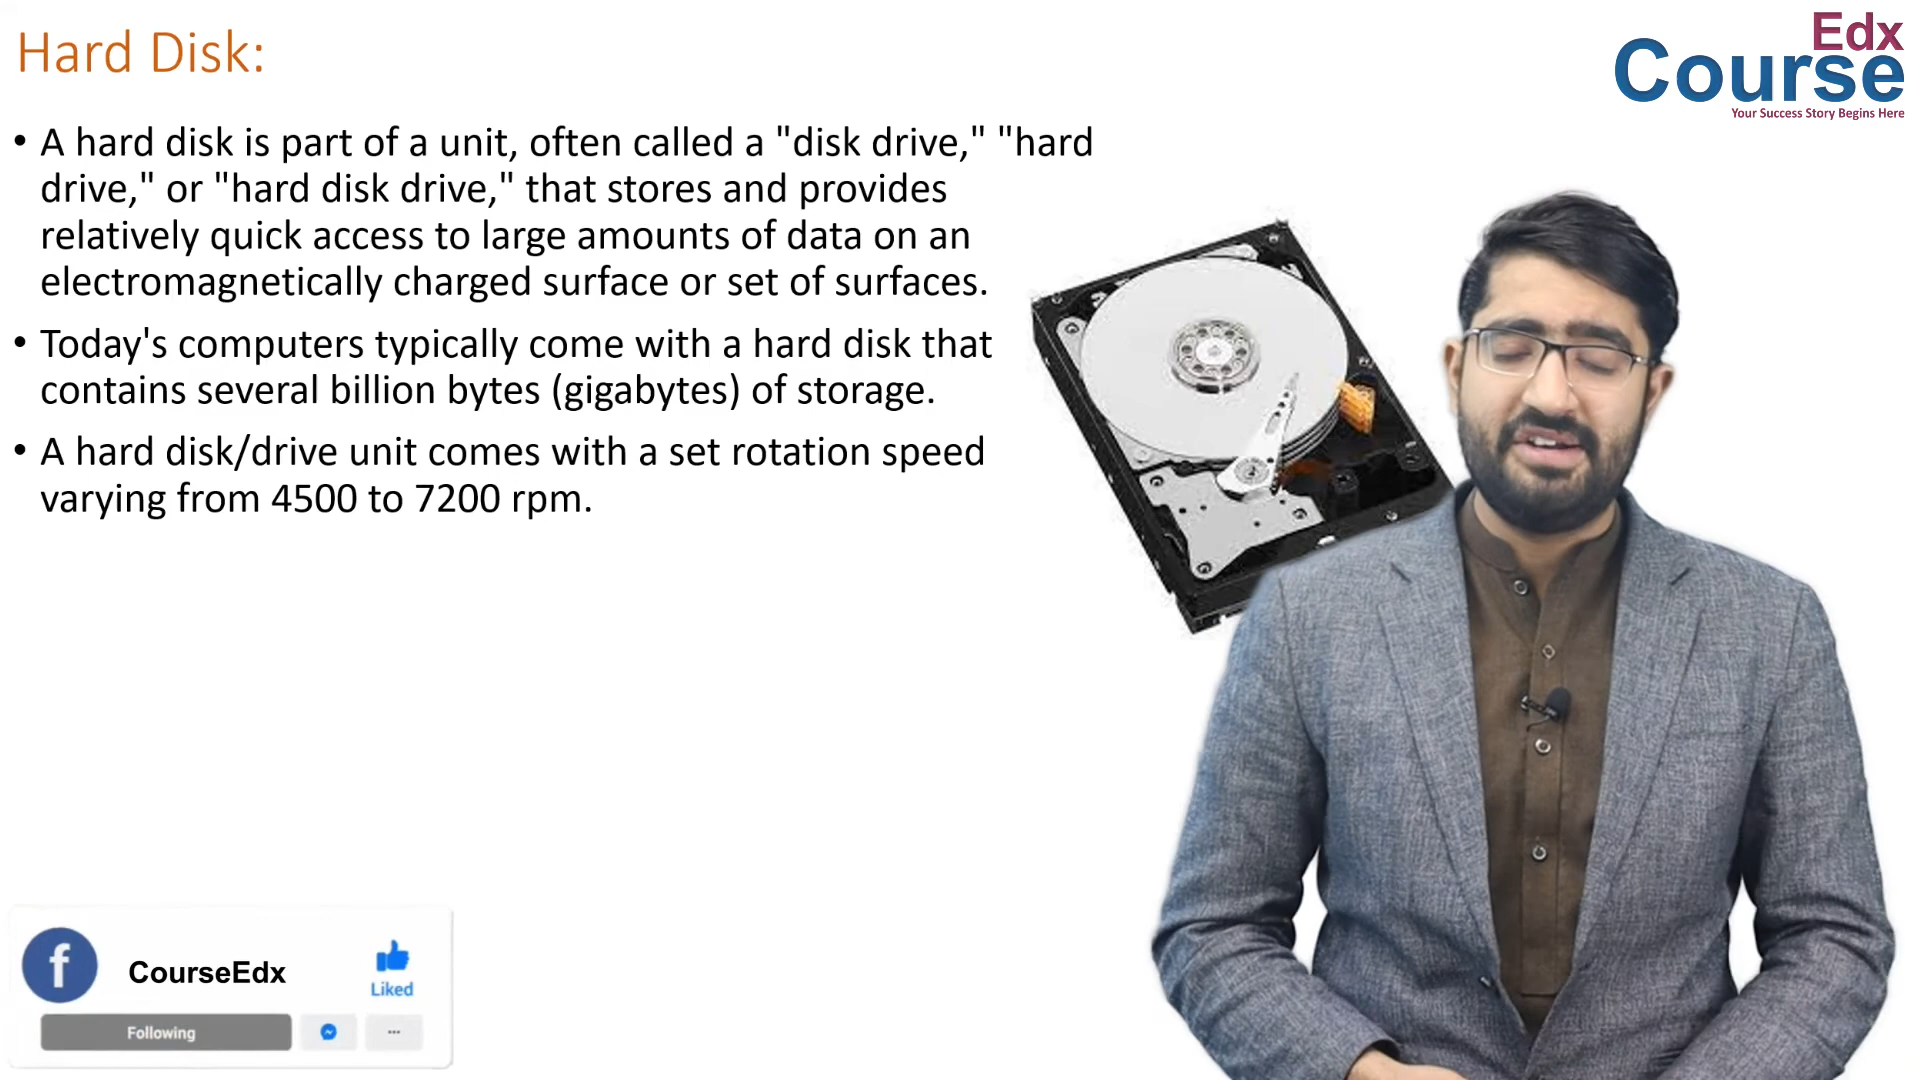 Hard Disk:
Edx
Course
Your Success Story Begins Here
• A hard disk is part of a unit, often called a "disk drive," "hard
drive," or "hard disk drive," that stores and provides
relatively quick access to large amounts of data on an
electromagnetically charged surface or set of surfaces.
• Today's computers typically come with a hard disk that
contains several billion bytes (gigabytes) of storage.
• A hard disk/drive unit comes with a set rotation speed
varying from 4500 to 7200 rpm.
f
CourseEdx
Liked
Following